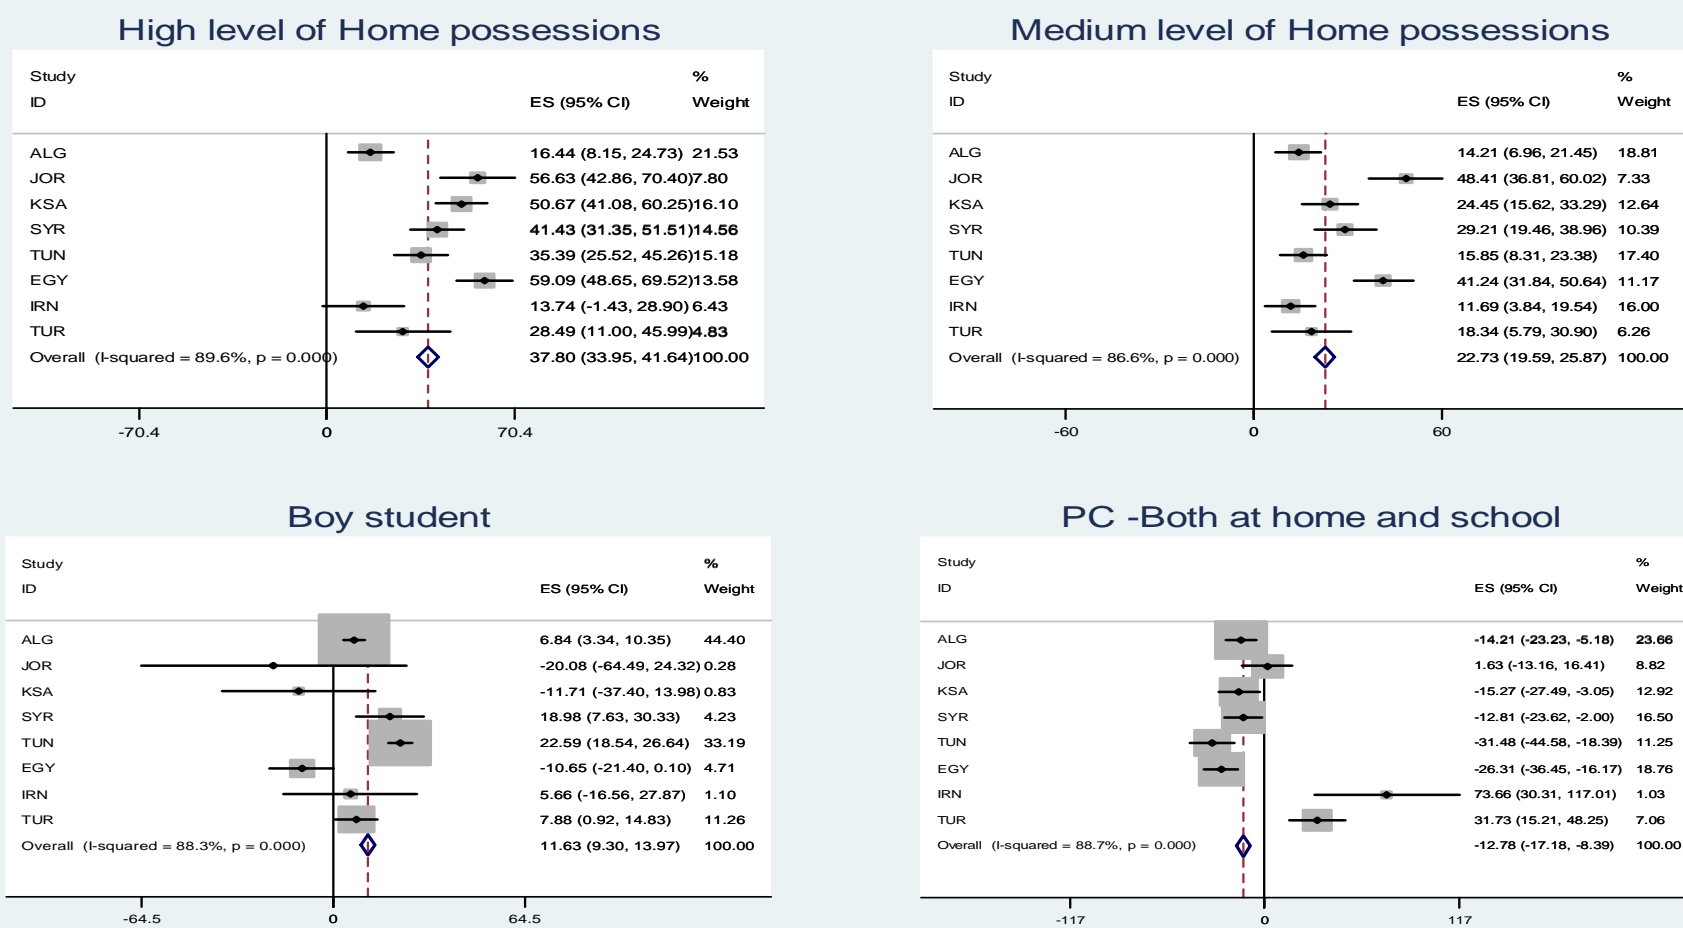 High level of Home possessions
Study %
ID ES (95% CI) Weight
ALG 16.44 (8.15, 24.73) 21.53
JOR 56.63 (42.86, 70.40) 7.80
KSA 50.67 (41.08, 60.25) 16.10
SYR 41.43 (31.35, 51.51) 14.56
TUN 35.39 (25.52, 45.26) 15.18
EGY 59.09 (48.65, 69.52) 13.58
IRN 13.74 (-1.43, 28.90) 6.43
TUR 28.49 (11.00, 45.99) 4.83
Overall (I-squared = 89.6%, p = 0.000) 37.80 (33.95, 41.64) 100.00
-70.4 0 70.4
Medium level of Home possessions
Study %
ID ES (95% CI) Weight
ALG 14.21 (6.96, 21.45) 18.81
JOR 48.41 (36.81, 60.02) 7.33
KSA 24.45 (15.62, 33.29) 12.64
SYR 29.21 (19.46, 38.96) 10.39
TUN 15.85 (8.31, 23.38) 17.40
EGY 41.24 (31.84, 50.64) 11.17
IRN 11.69 (3.84, 19.54) 16.00
TUR 18.34 (5.79, 30.90) 6.26
Overall (I-squared = 86.6%, p = 0.000) 22.73 (19.59, 25.87) 100.00
-60 0 60
Boy student
Study %
ID ES (95% CI) Weight
ALG 6.84 (3.34, 10.35) 44.40
JOR -20.08 (-64.49, 24.32) 0.28
KSA -11.71 (-37.40, 13.98) 0.83
SYR 18.98 (7.63, 30.33) 4.23
TUN 22.59 (18.54, 26.64) 33.19
EGY -10.65 (-21.40, 0.10) 4.71
IRN 5.66 (-16.56, 27.87) 1.10
TUR 7.88 (0.92, 14.83) 11.26
Overall (I-squared = 88.3%, p = 0.000) 11.63 (9.30, 13.97) 100.00
-64.5 0 64.5
PC -Both at home and school
Study %
ID ES (95% CI) Weight
ALG -14.21 (-23.23, -5.18) 23.66
JOR 1.63 (-13.16, 16.41) 8.82
KSA -15.27 (-27.49, -3.05) 12.92
SYR -12.81 (-23.62, -2.00) 16.50
TUN -31.48 (-44.58, -18.39) 11.25
EGY -26.31 (-36.45, -16.17) 18.76
IRN 73.66 (30.31, 117.01) 1.03
TUR 31.73 (15.21, 48.25) 7.06
Overall (I-squared = 88.7%, p = 0.000) -12.78 (-17.18, -8.39) 100.00
-117 0 117